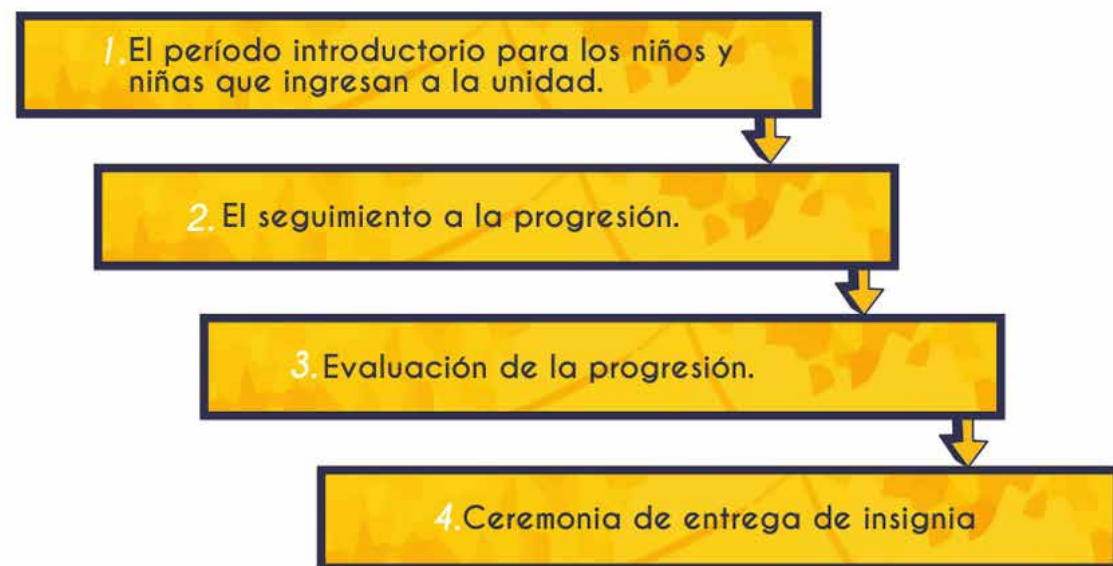 1. El período introductorio para los niños y
niñas que ingresan a la unidad.
2. El seguimiento a la progresión.
3. Evaluación de la progresión.
4. Ceremonia de entrega de insignia